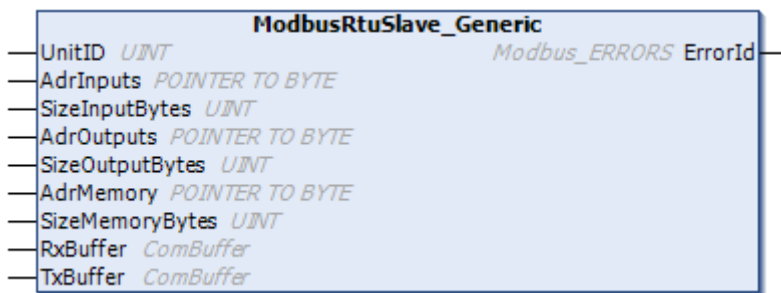 ModbusRtuSlave_Generic
UnitID UINT Modbus_ERRORS ErrorId
AdrInputs POINTER TO BYTE
SizeInputBytes UINT
AdrOutputs POINTER TO BYTE
SizeOutputBytes UINT
AdrMemory POINTER TO BYTE
SizeMemoryBytes UINT
RxBuffer ComBuffer
TxBuffer ComBuffer